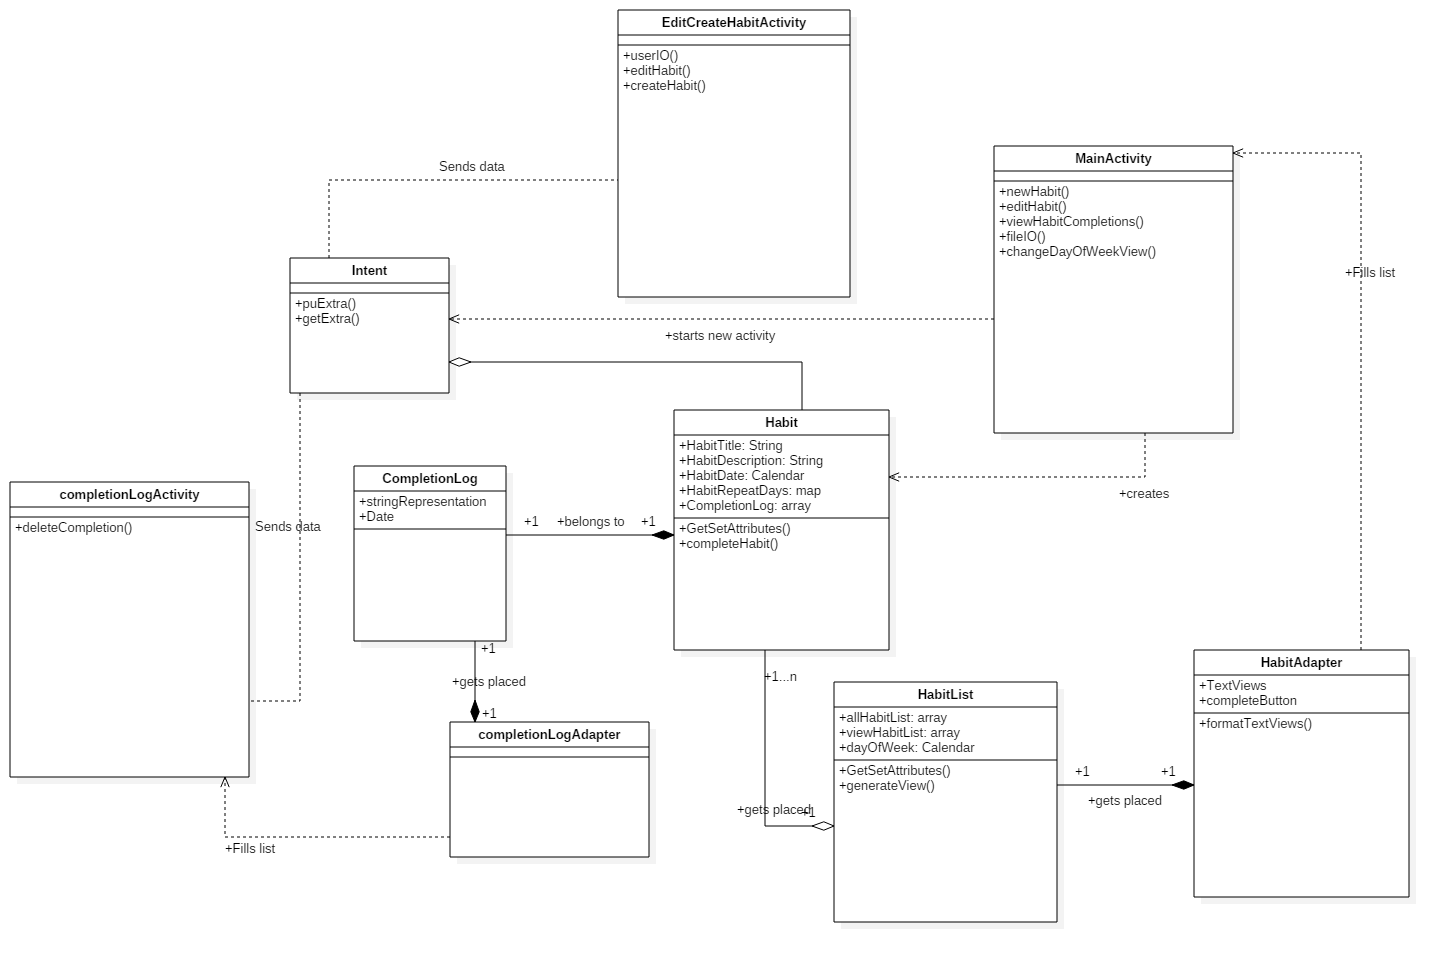 EditCreateHabitActivity
+userIO()
+editHabit()
+createHabit()
Sends data
MainActivity
+newHabit()
+editHabit()
+viewHabitCompletions()
+fileIO()
+changeDayOfWeekView()
+Fills list
Intent
+puExtra()
+getExtra()
+starts new activity
Habit
+HabitTitle: String
+HabitDescription: String
+HabitDate: Calendar
+HabitRepeatDays: map
+CompletionLog: array
+GetSetAttributes()
+completeHabit()
+creates
CompletionLog
+stringRepresentation
+Date
+1
+belongs to
+1
completionLogActivity
+deleteCompletion()
Sends data
+1
+gets placed
+1
completionLogAdapter
+Fills list
+1...n
+gets placed
+1
HabitList
+allHabitList: array
+viewHabitList: array
+dayOfWeek: Calendar
+GetSetAttributes()
+generateView()
+1
+1
+gets placed
HabitAdapter
+TextViews
+completeButton
+formatTextViews()